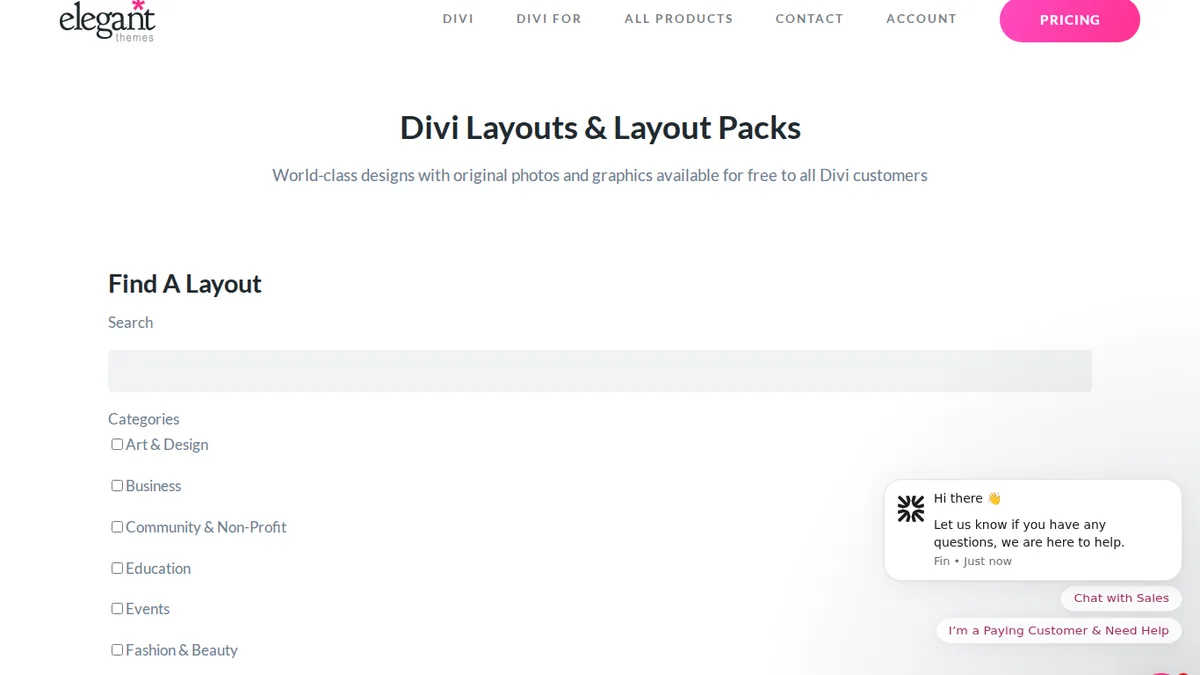 elegant
themes
DIVI
DIVI FOR
ALL PRODUCTS
CONTACT
ACCOUNT
PRICING
Divi Layouts & Layout Packs
World-class designs with original photos and graphics available for free to all Divi customers
Find A Layout
Search
Categories
Art & Design
Business
Community & Non-Profit
Education
Events
Fashion & Beauty
Hi there 👋
Let us know if you have any
questions, we are here to help.
Fin • Just now
Chat with Sales
I'm a Paying Customer & Need Help